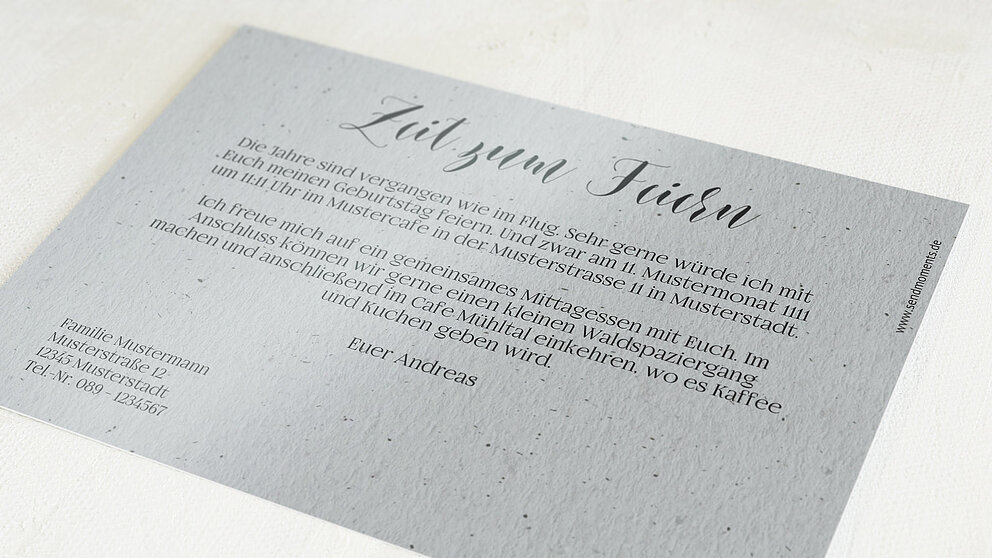 Zeit zum Feiern
Die Jahre sind vergangen wie im Flug. Sehr gerne würde ich mit
Euch meinen Geburtstag feiern. Und zwar am 11. Mustermonat 1111
um 11:11 Uhr im Mustercafe in der Musterstrasse 11 in Musterstadt.
Ich freue mich auf ein gemeinsames Mittagessen mit Euch. Im
Anschluss können wir gerne einen kleinen Waldspaziergang
machen und anschließend im Cafe Mühltal einkehren, wo es Kaffee
und Kuchen geben wird.
Euer Andreas
Familie Mustermann
Musterstraße 12
12345 Musterstadt
Tel.-Nr. 089 - 1234567
www.sendmoments.de